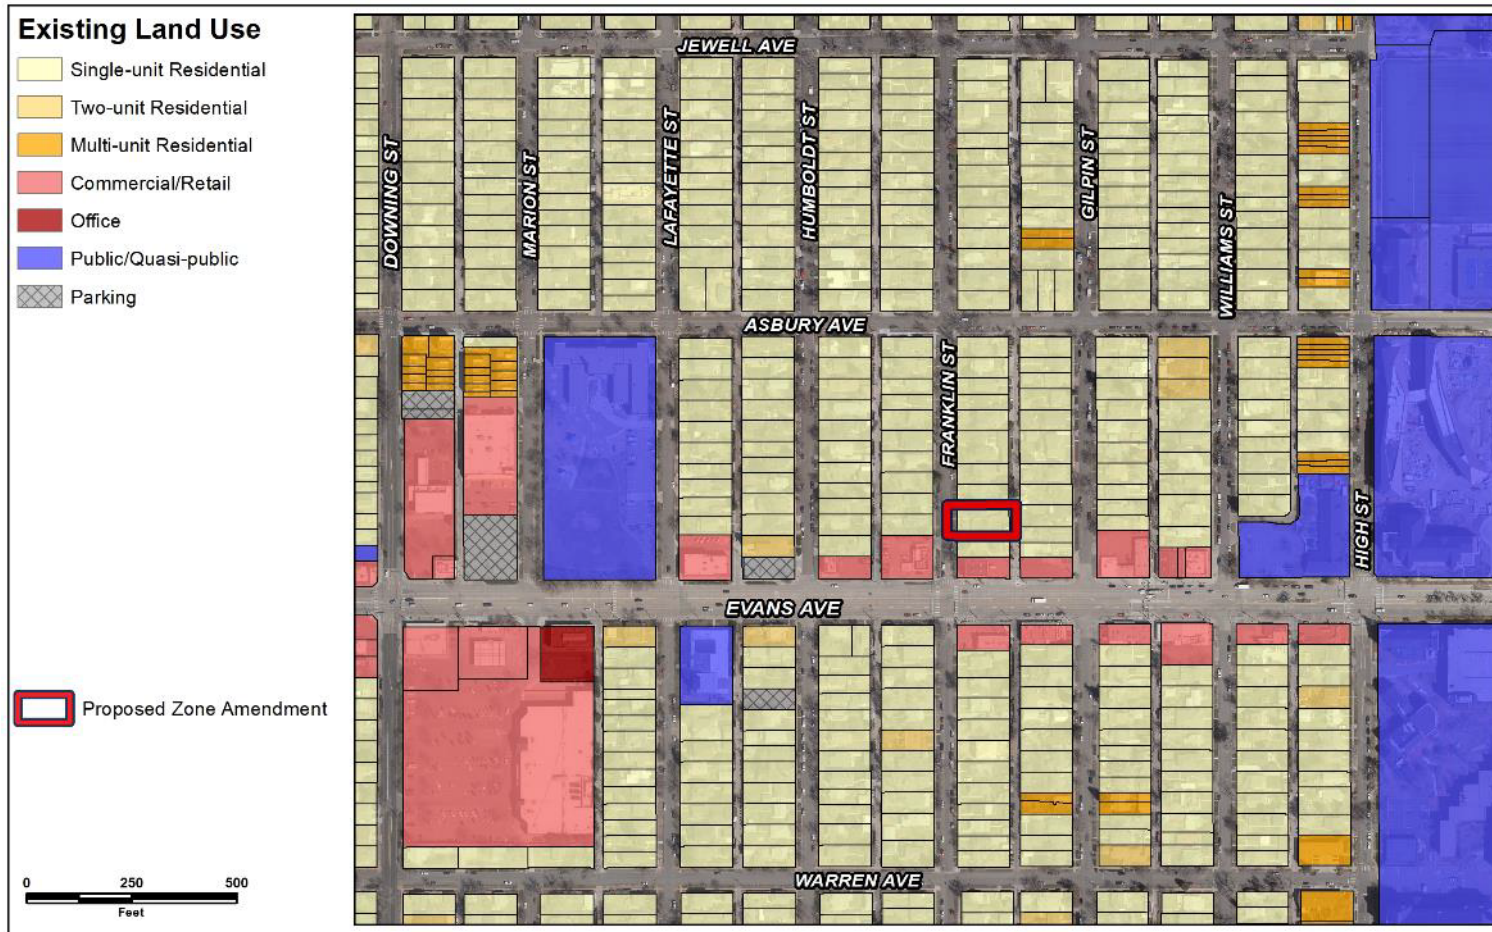 Existing Land Use
Single-unit Residential
Two-unit Residential
Multi-unit Residential
Commercial/Retail
Office
Public/Quasi-public
Parking
Proposed Zone Amendment
0 250 500
Feet
JEWELL AVE
DOWNING ST
MARION ST
LAFAYETTE ST
HUMBOLDT ST
GILPIN ST
WILLIAMS ST
ASBURY AVE
FRANKLIN ST
HIGH ST
EVANS AVE
WARREN AVE